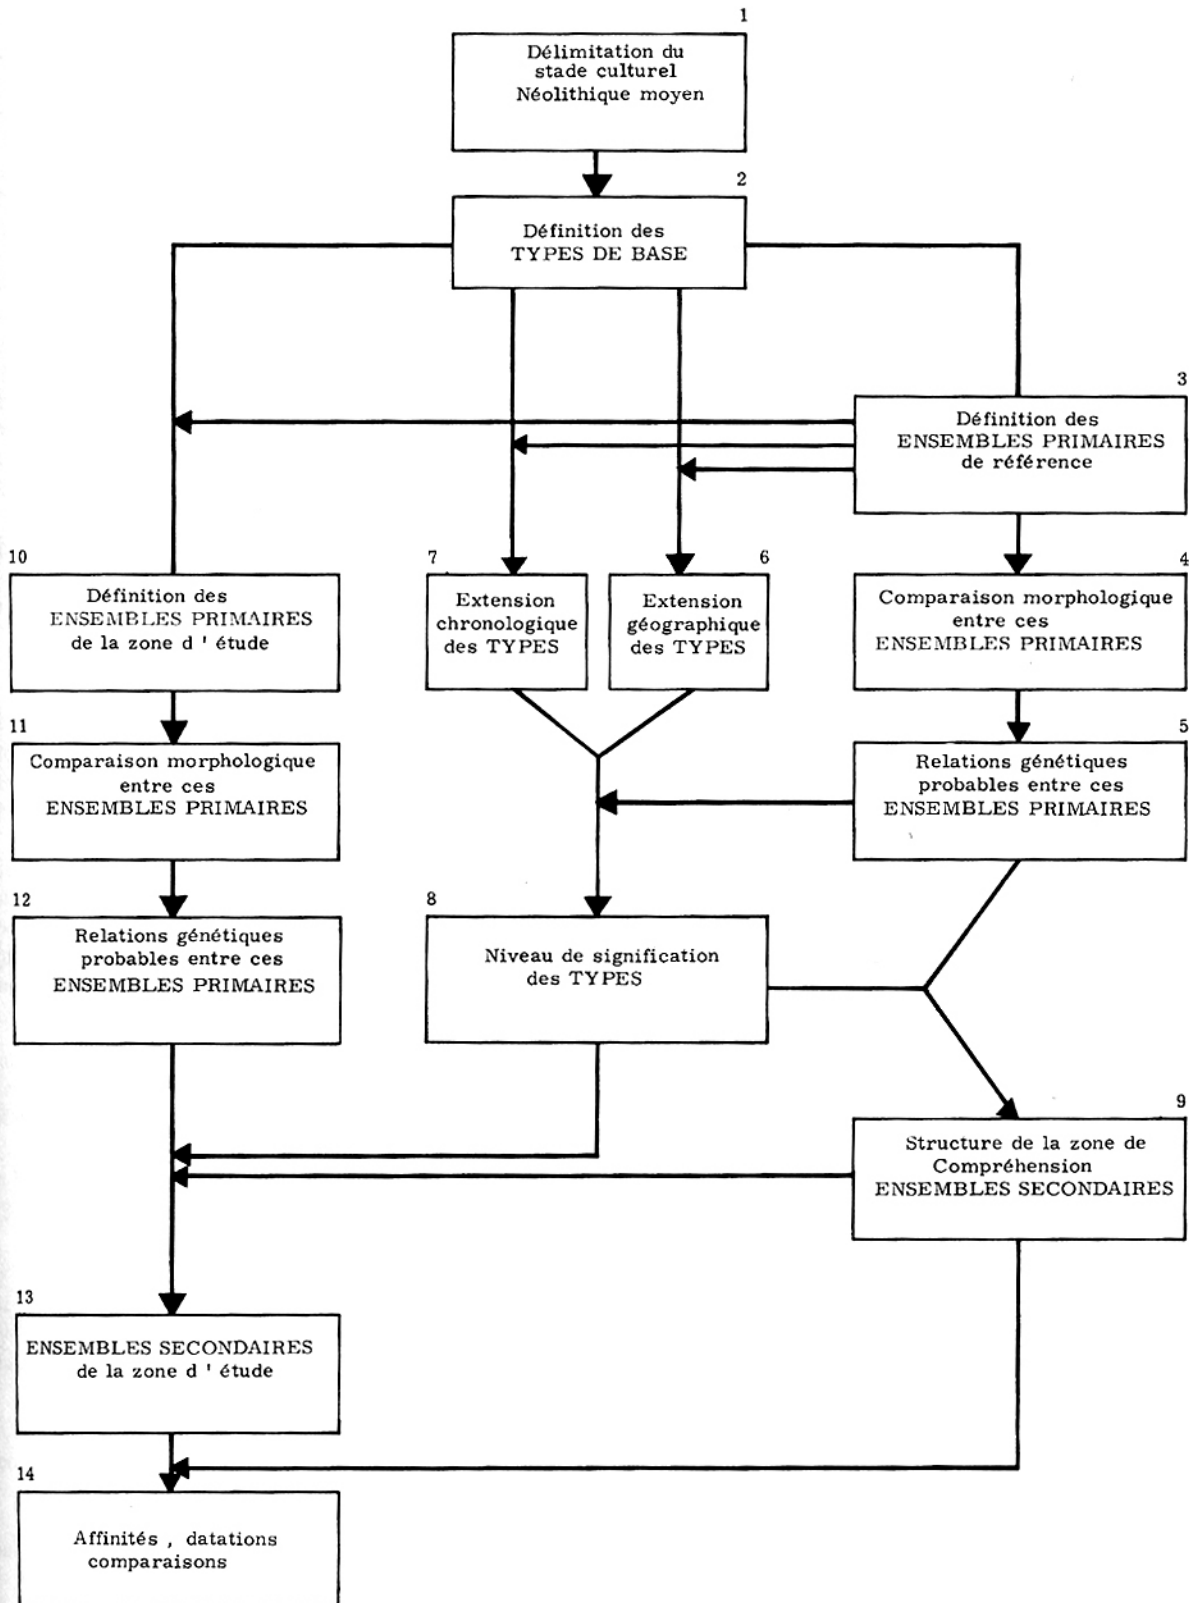 1
Délimitation du
stade culturel
Néolithique moyen
2
Définition des
TYPES DE BASE
3
Définition des
ENSEMBLES PRIMAIRES
de référence
10
Définition des
ENSEMBLES PRIMAIRES
de la zone d ' étude
7
Extension
chronologique
des TYPES
6
Extension
géographique
des TYPES
4
Comparaison morphologique
entre ces
ENSEMBLES PRIMAIRES
11
Comparaison morphologique
entre ces
ENSEMBLES PRIMAIRES
5
Relations génétiques
probables entre ces
ENSEMBLES PRIMAIRES
12
Relations génétiques
probables entre ces
ENSEMBLES PRIMAIRES
8
Niveau de signification
des TYPES
9
Structure de la zone de
Compréhension
ENSEMBLES SECONDAIRES
13
ENSEMBLES SECONDAIRES
de la zone d ' étude
14
Affinités , datations
comparaisons